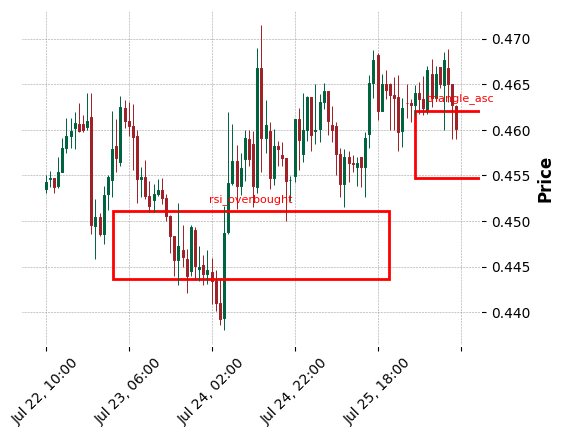 0.470
0.465
triangle_asc
0.460
0.455
Price
rsi_overbought
0.450
0.445
0.440
Jul 22, 10:00
Jul 23, 06:00
Jul 24, 02:00
Jul 24, 22:00
Jul 25, 18:00